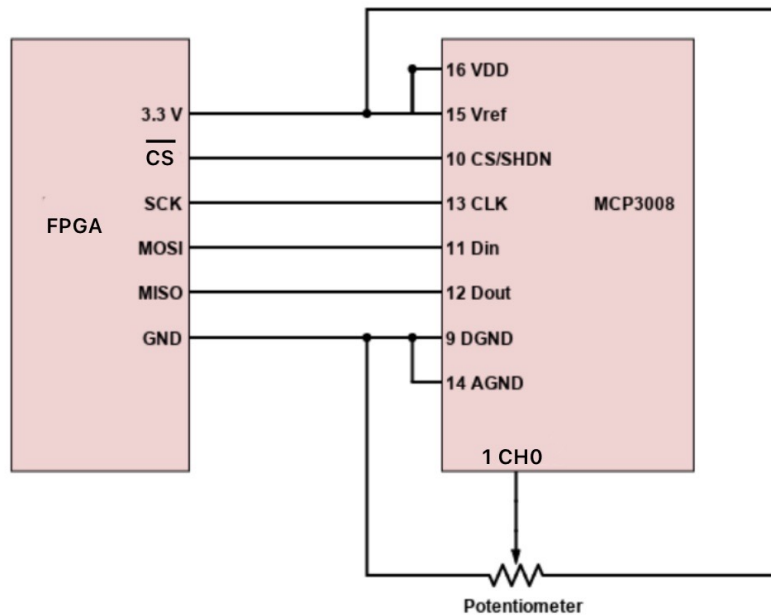 3.3 V
CS
SCK
FPGA
MOSI
MISO
GND
16 VDD
15 Vref
10 CS/SHDN
13 CLK
MCP3008
11 Din
12 Dout
9 DGND
14 AGND
1 CH0
Potentiometer